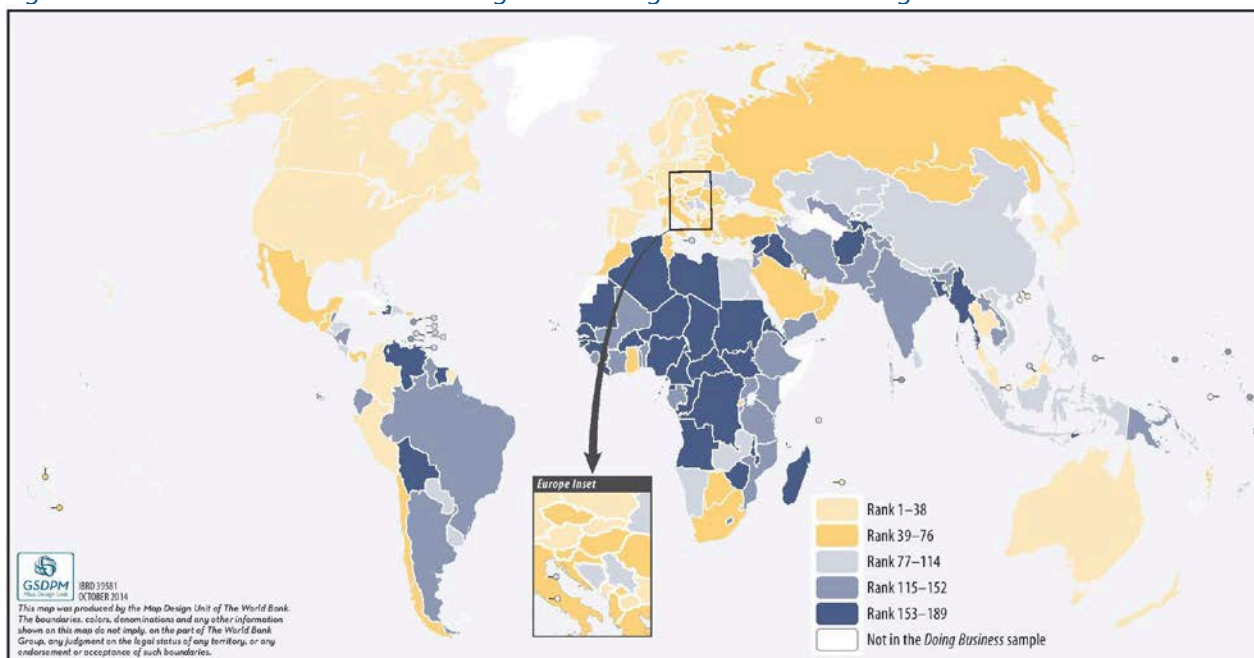 Europe Inset
Rank 1–38
Rank 39–76
Rank 77–114
Rank 115–152
Rank 153–189
Not in the Doing Business sample
GSDPM
Map Design Unit
IBRD 39581
OCTOBER 2014
This map was produced by the Map Design Unit of The World Bank.
The boundaries, colors, denominations and any other information
shown on this map do not imply, on the part of The World Bank
Group, any judgment on the legal status of any territory, or any
endorsement or acceptance of such boundaries.